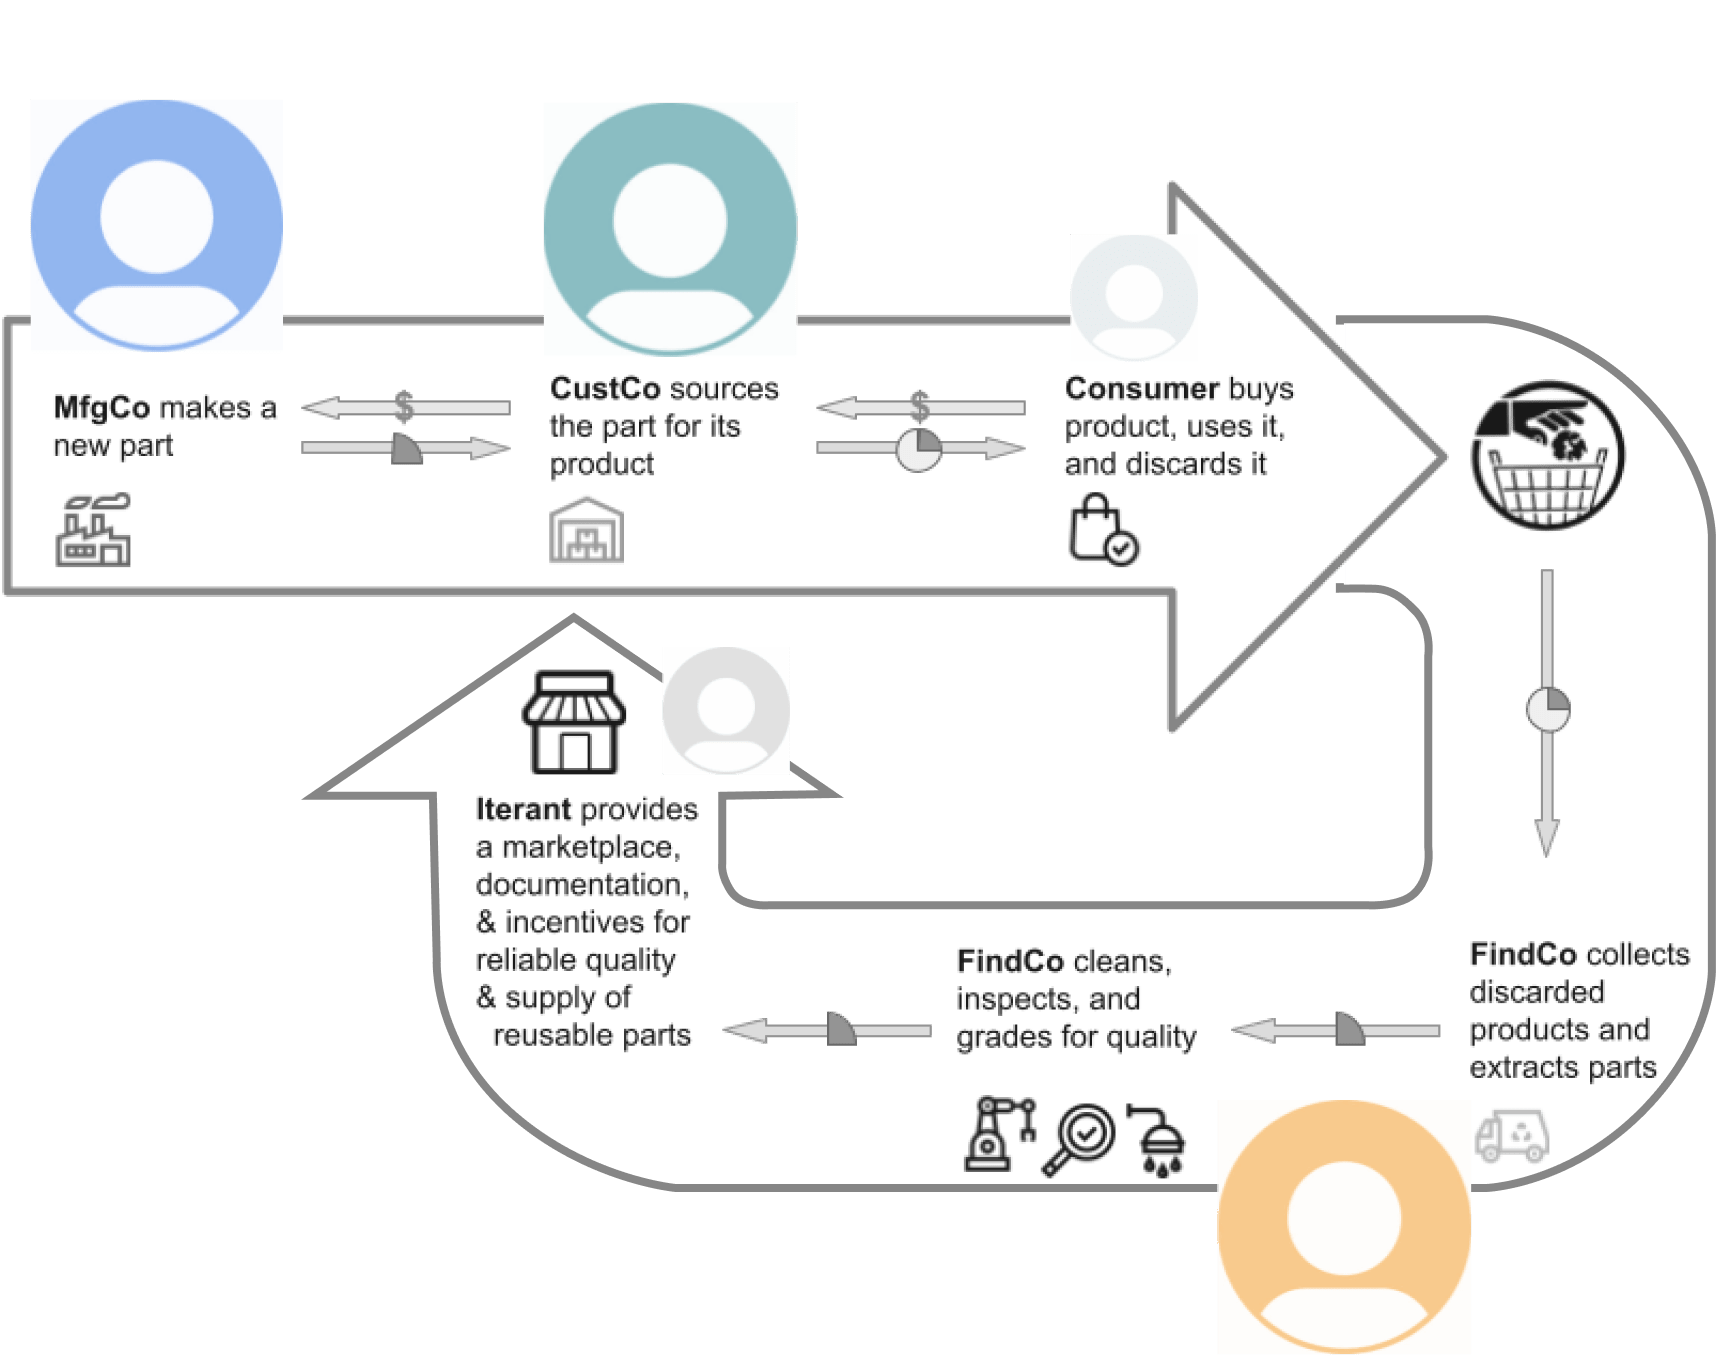 MfgCo makes a
new part
$
CustCo sources
the part for its
product
$
Consumer buys
product, uses it,
and discards it
Iterant provides
a marketplace,
documentation,
& incentives for
reliable quality
& supply of
reusable parts
FindCo cleans,
inspects, and
grades for quality
FindCo collects
discarded
products and
extracts parts